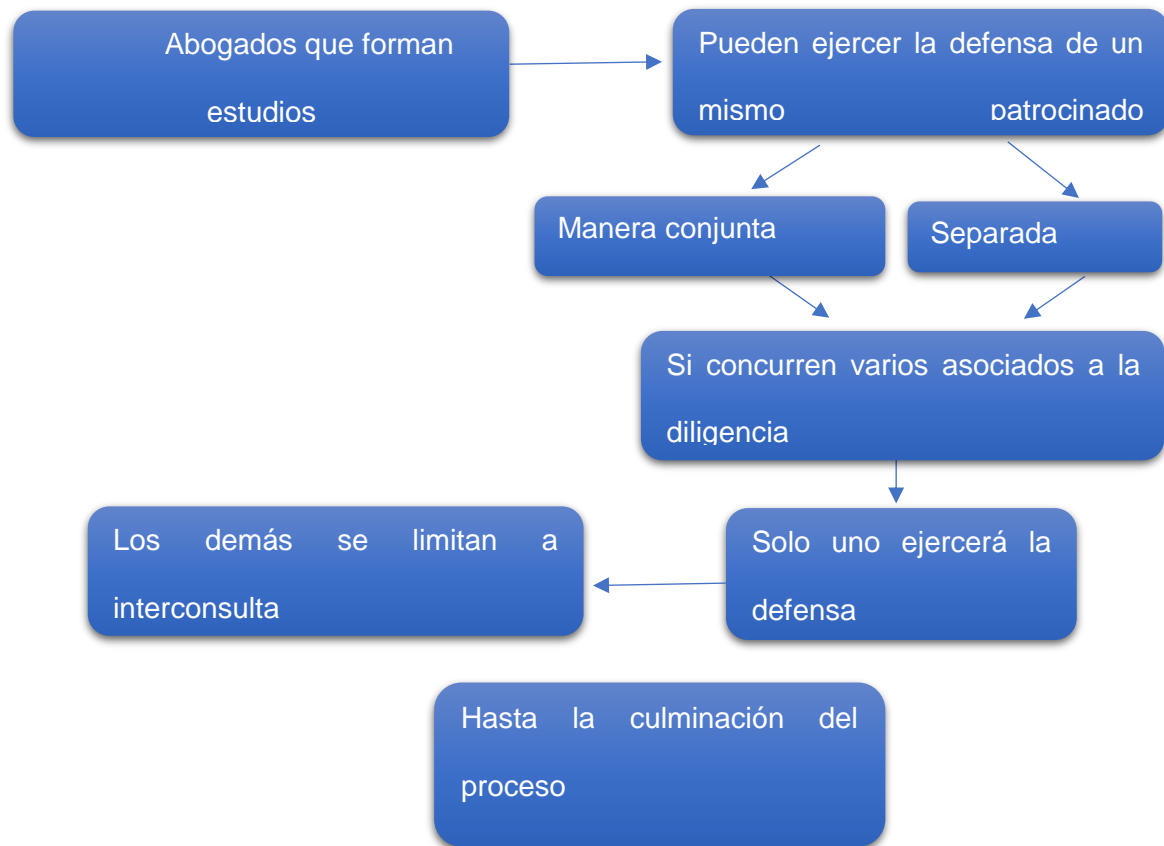 Abogados que forman
estudios
Pueden ejercer la defensa de un
mismo patrocinado
Manera conjunta
Separada
Si concurren varios asociados a la
diligencia
Solo uno ejercerá la
defensa
Los demás se limitan a
interconsulta
Hasta la culminación del
proceso